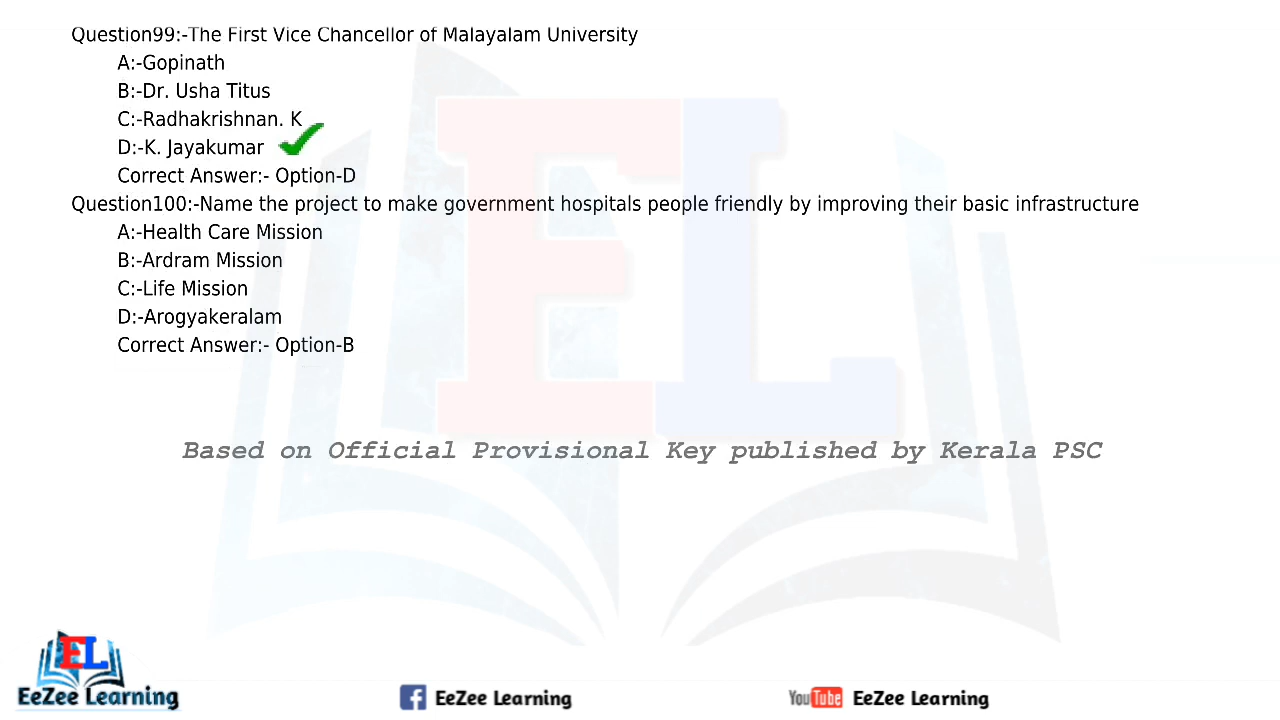 Question99:-The First Vice Chancellor of Malayalam University
A:-Gopinath
B:-Dr. Usha Titus
C:-Radhakrishnan. K
D:-K. Jayakumar
Correct Answer:- Option-D
Question100:-Name the project to make government hospitals people friendly by improving their basic infrastructure
A:-Health Care Mission
B:-Ardram Mission
C:-Life Mission
D:-Arogyakeralam
Correct Answer:- Option-B
EL
Based on Official Provisional Key published by Kerala PSC
EL
EeZee Learning
f EeZee Learning
YouTube EeZee Learning